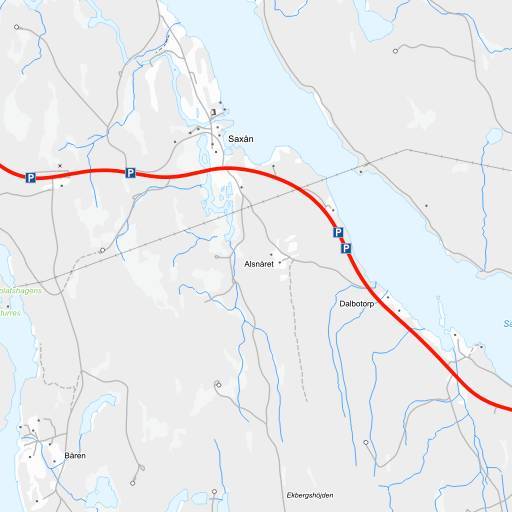 Saxån
P
P
P
P
Alsnäret
Dalbotorp
Bären
Ekbergshöjden